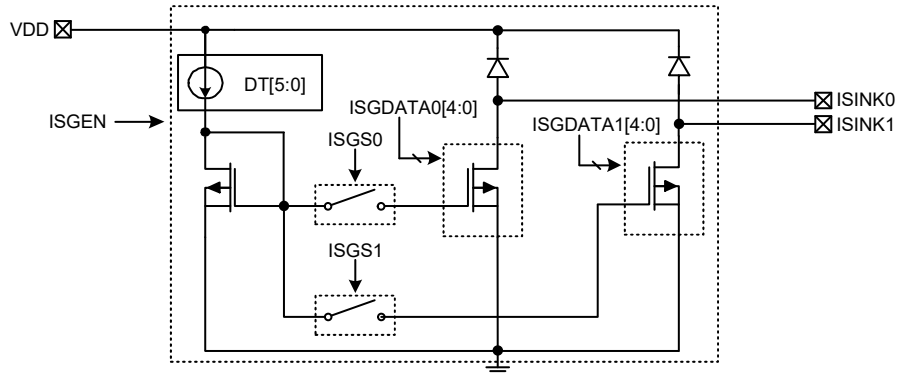 VDD
DT[5:0]
ISGDATA0[4:0]
ISINK0
ISGEN
ISGDATA1[4:0]
ISINK1
ISGS0
ISGS1